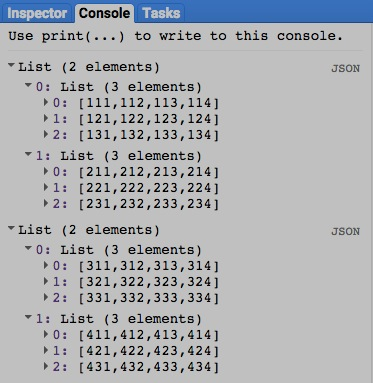 Inspector Console Tasks
Use print(...) to write to this console.
List (2 elements) JSON
0: List (3 elements)
0: [111,112,113,114]
1: [121,122,123,124]
2: [131,132,133,134]
1: List (3 elements)
0: [211,212,213,214]
1: [221,222,223,224]
2: [231,232,233,234]
List (2 elements) JSON
0: List (3 elements)
0: [311,312,313,314]
1: [321,322,323,324]
2: [331,332,333,334]
1: List (3 elements)
0: [411,412,413,414]
1: [421,422,423,424]
2: [431,432,433,434]